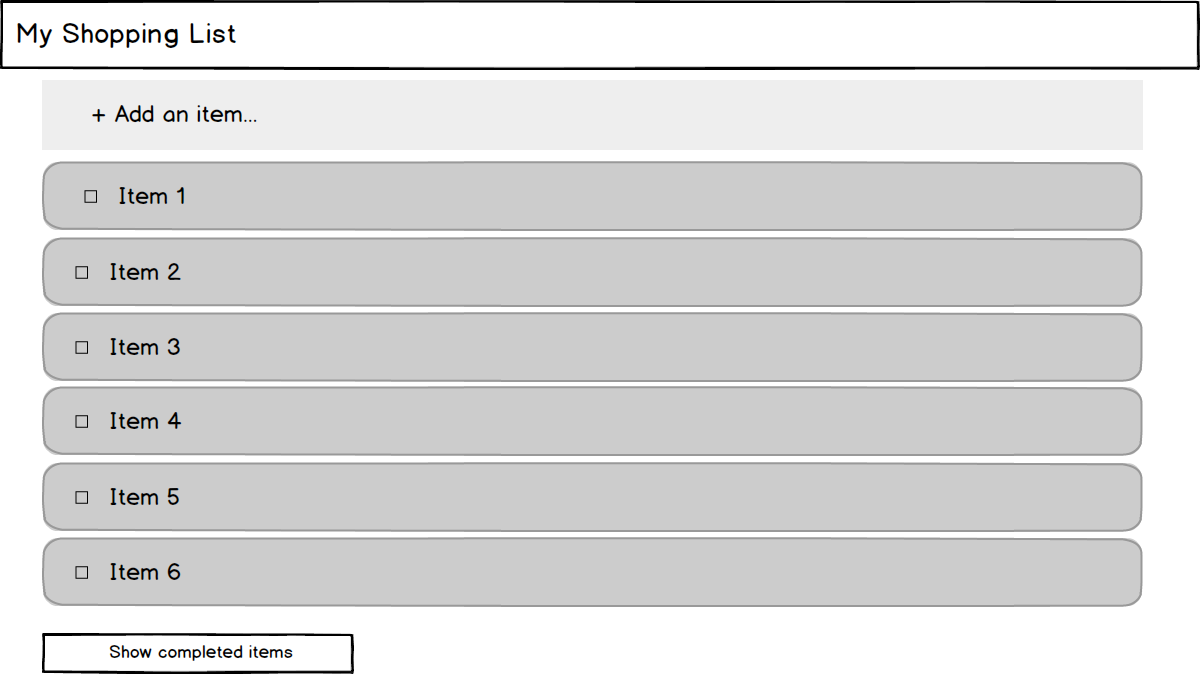 My Shopping List
+ Add an item...
Item 1
Item 2
Item 3
Item 4
Item 5
Item 6
Show completed items